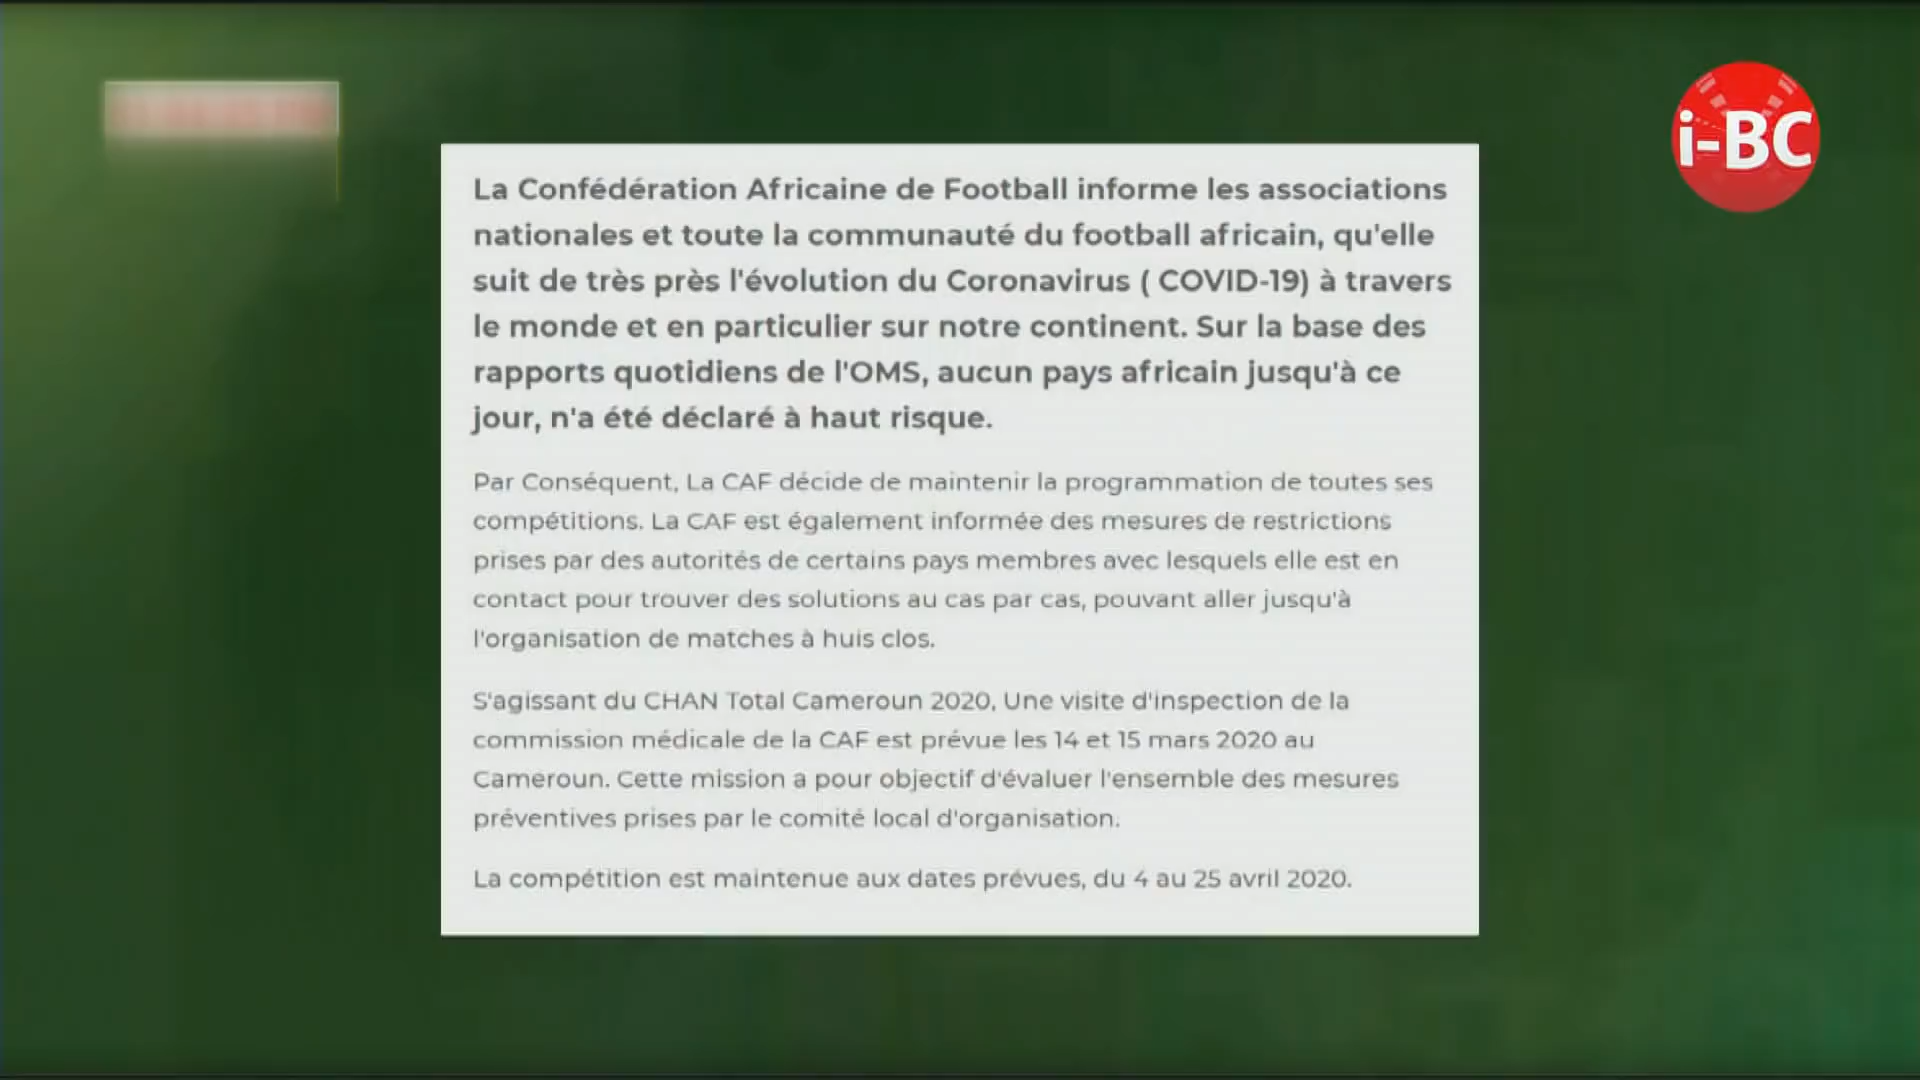 i-BC
La Confédération Africaine de Football informe les associations
nationales et toute la communauté du football africain, qu'elle
suit de très près l'évolution du Coronavirus ( COVID-19) à travers
le monde et en particulier sur notre continent. Sur la base des
rapports quotidiens de l'OMS, aucun pays africain jusqu'à ce
jour, n'a été déclaré à haut risque.
Par Conséquent, La CAF décide de maintenir la programmation de toutes ses
compétitions. La CAF est également informée des mesures de restrictions
prises par des autorités de certains pays membres avec lesquels elle est en
contact pour trouver des solutions au cas par cas, pouvant aller jusqu'à
l'organisation de matches à huis clos.
S'agissant du CHAN Total Cameroun 2020, Une visite d'inspection de la
commission médicale de la CAF est prévue les 14 et 15 mars 2020 au
Cameroun. Cette mission a pour objectif d'évaluer l'ensemble des mesures
préventives prises par le comité local d'organisation.
La compétition est maintenue aux dates prévues, du 4 au 25 avril 2020.